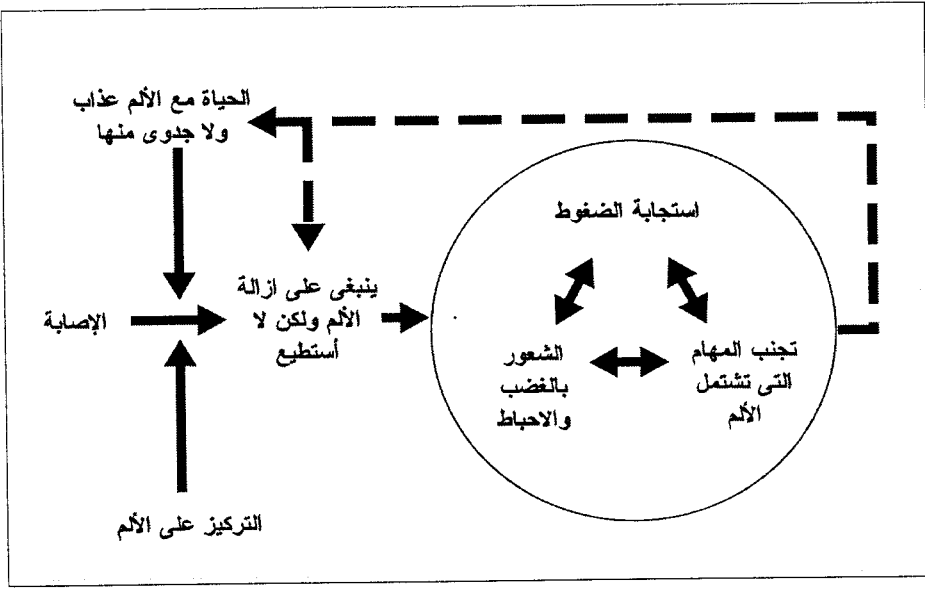 الحياة مع الألم عذاب
ولا جدوى منها
استجابة الضغوط
ينبغى على ازالة
الألم ولكن لا
أستطيع
الإصابة
تجنب المهام
التى تشتمل
الألم
الشعور
بالغضب
والاحباط
التركيز على الألم